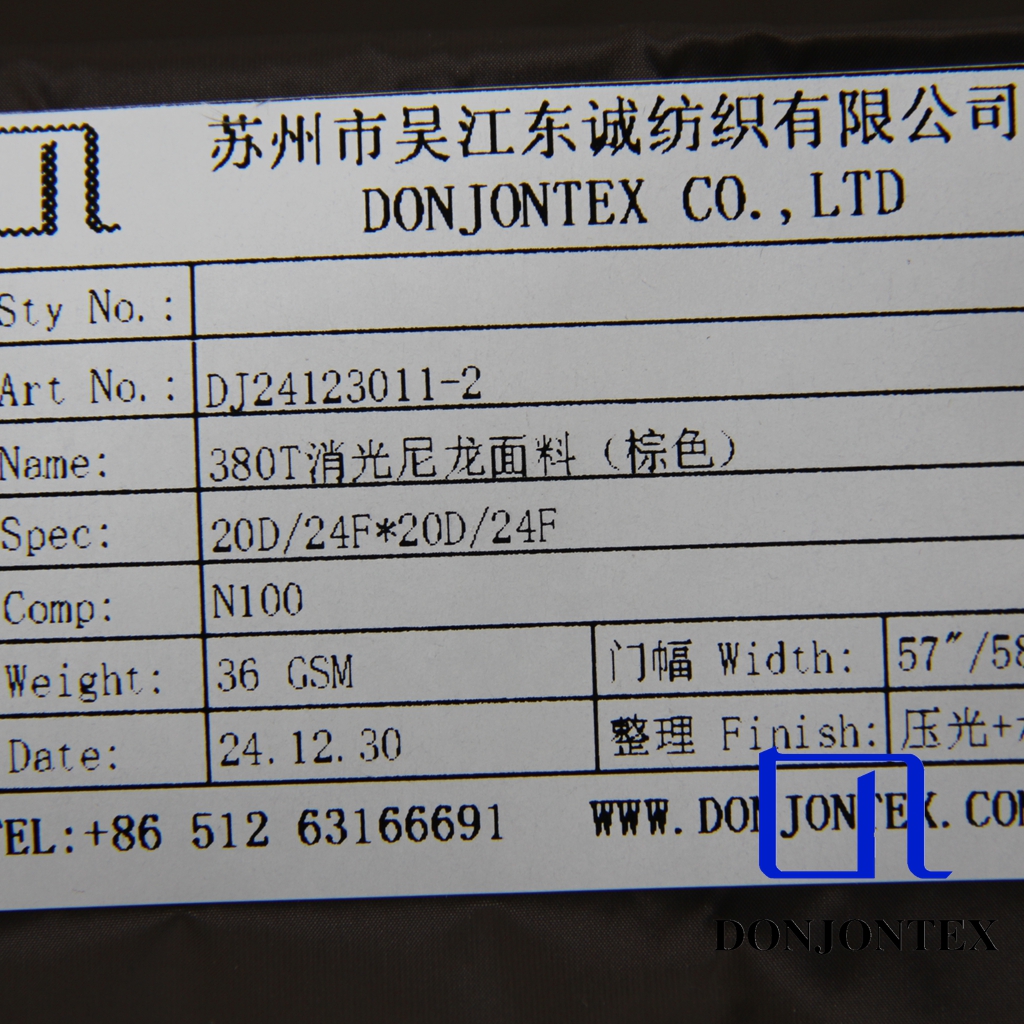 苏州市吴江东诚纺织有限公司
DONJONTEX CO.,LTD
Sty No.:
Art No.: DJ24123011-2
Name: 380T消光尼龙面料（棕色）
Spec: 20D/24F*20D/24F
Comp: N100
Weight: 36 GSM 门幅 Width: 57″/58
Date: 24.12.30 整理 Finish: 压光+
TEL:+86 512 63166691 WWW.DONJONTEX.COM
DONJONTEX